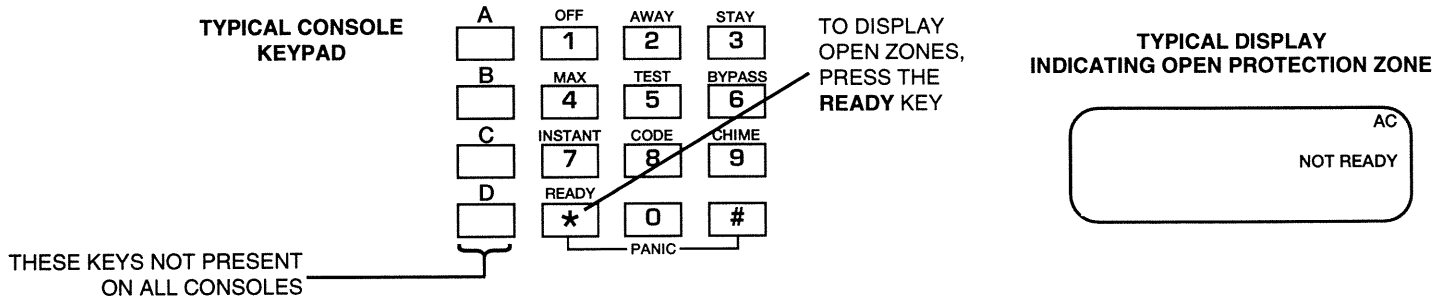 TYPICAL CONSOLE
KEYPAD
A
OFF
AWAY
STAY
1
2
3
B
MAX
TEST
BYPASS
4
5
6
C
INSTANT
CODE
CHIME
7
8
9
D
READY
*
0
#
PANIC
THESE KEYS NOT PRESENT
ON ALL CONSOLES
TO DISPLAY
OPEN ZONES,
PRESS THE
READY KEY
TYPICAL DISPLAY
INDICATING OPEN PROTECTION ZONE
AC
NOT READY